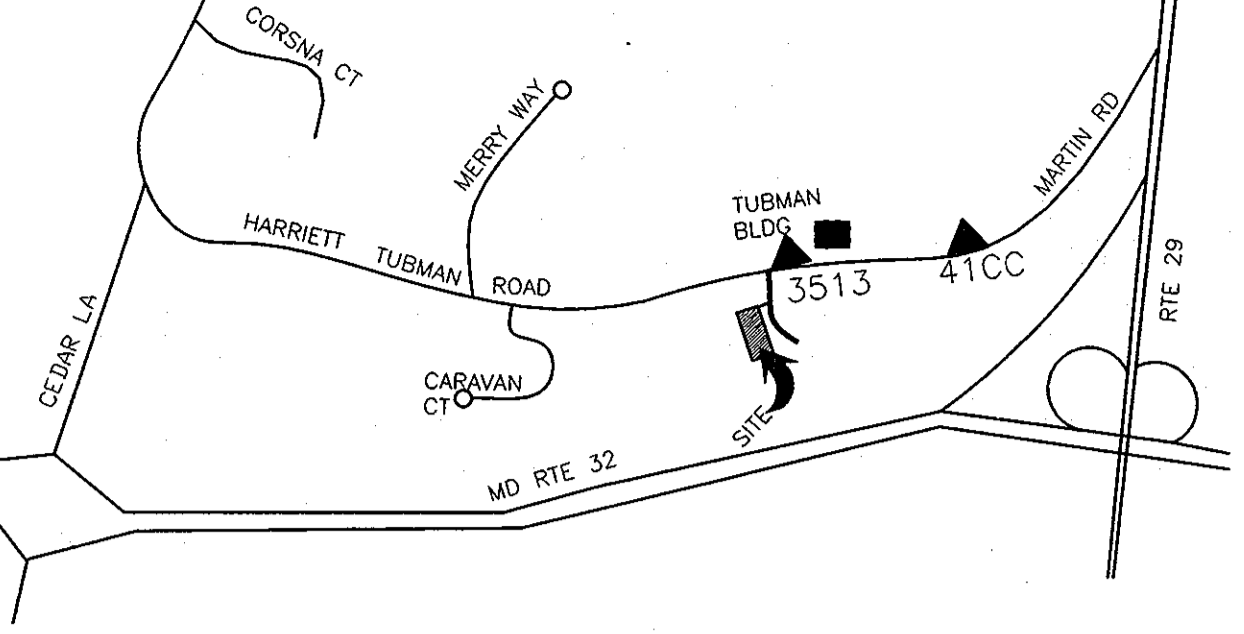 CORSNA CT
MERRY WAY
MARTIN RD
TUBMAN
BLDG
HARRIETT TUBMAN ROAD
3513
41CC
RTE 29
CEDAR LA
CARAVAN
CT
SITE
MD RTE 32